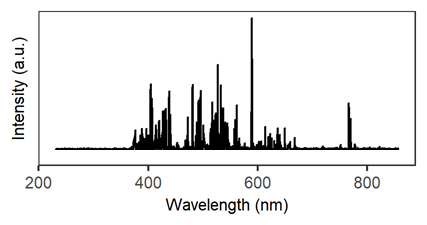 Intensity (a.u.)
200 400 600 800
Wavelength (nm)